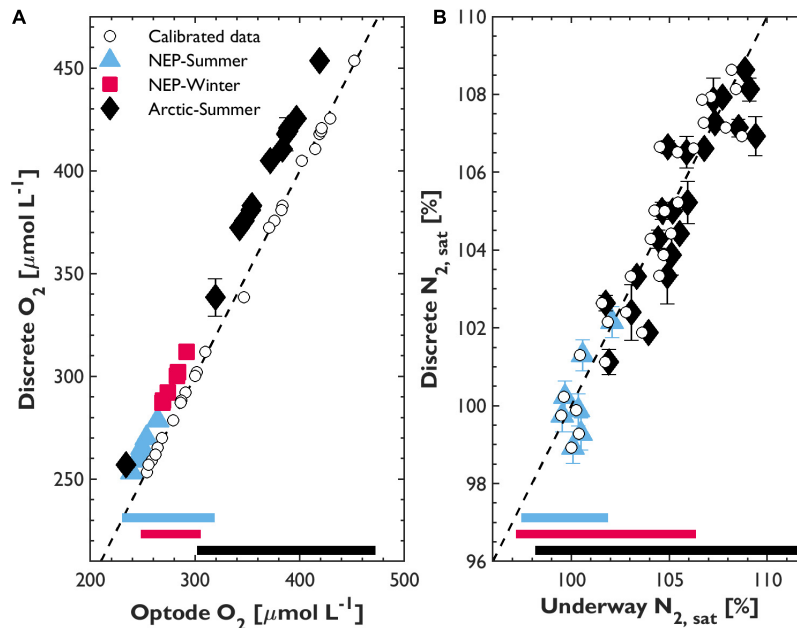 A
Calibrated data
NEP-Summer
NEP-Winter
Arctic-Summer
450
400
350
300
250
200
300
400
500
Discrete O2 [μmol L-1]
Optode O2 [μmol L-1]
B
110
108
106
104
102
100
98
96
100
105
110
Discrete N2, sat [%]
Underway N2, sat [%]